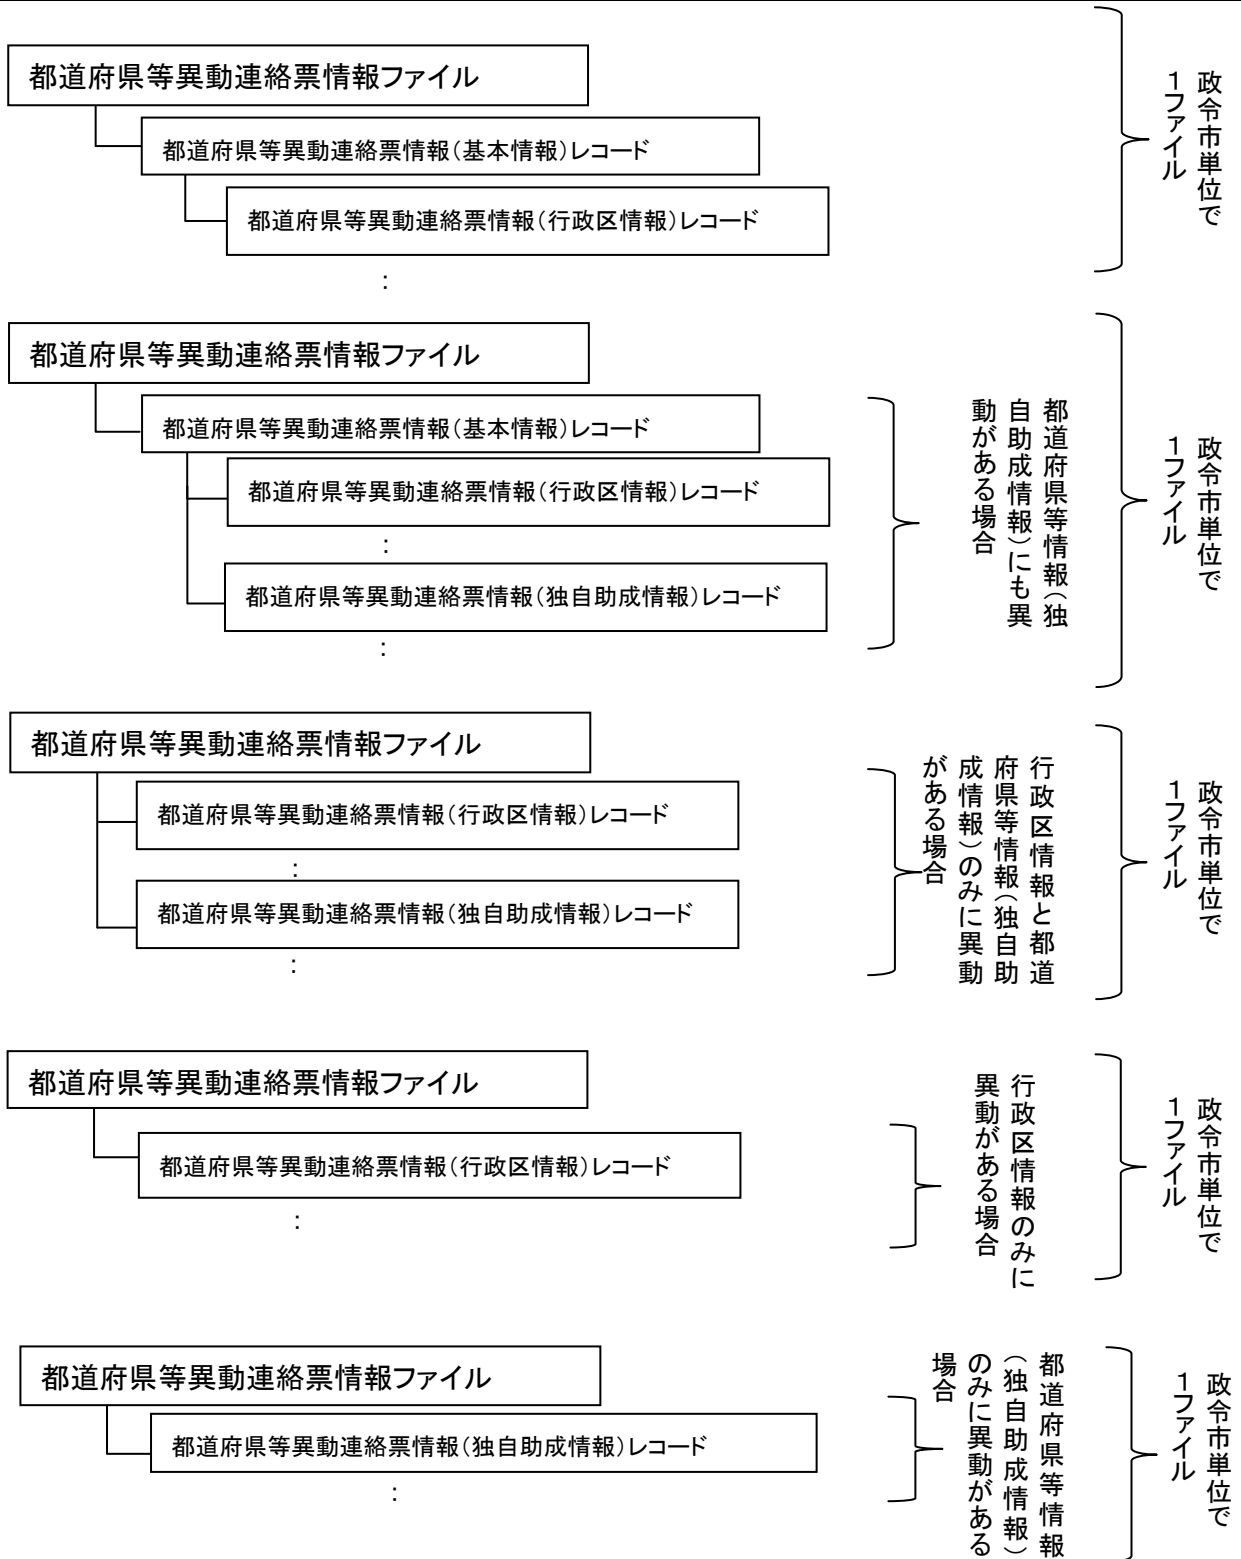 都道府県等異動連絡票情報ファイル
都道府県等異動連絡票情報（基本情報）レコード
都道府県等異動連絡票情報（行政区情報）レコード
：
政令市単位で
１ファイル
都道府県等異動連絡票情報ファイル
都道府県等異動連絡票情報（基本情報）レコード
都道府県等異動連絡票情報（行政区情報）レコード
：
都道府県等異動連絡票情報（独自助成情報）レコード
：
都道府県等情報（独
自助成情報）にも異
動がある場合
政令市単位で
１ファイル
都道府県等異動連絡票情報ファイル
都道府県等異動連絡票情報（行政区情報）レコード
：
都道府県等異動連絡票情報（独自助成情報）レコード
：
行政区情報と都道
府県等情報（独自助
成情報）のみに異動
がある場合
政令市単位で
１ファイル
都道府県等異動連絡票情報ファイル
都道府県等異動連絡票情報（行政区情報）レコード
：
行政区情報のみに
異動がある場合
政令市単位で
１ファイル
都道府県等異動連絡票情報ファイル
都道府県等異動連絡票情報（独自助成情報）レコード
：
都道府県等情報
（独自助成情報）
のみに異動がある
場合
政令市単位で
１ファイル